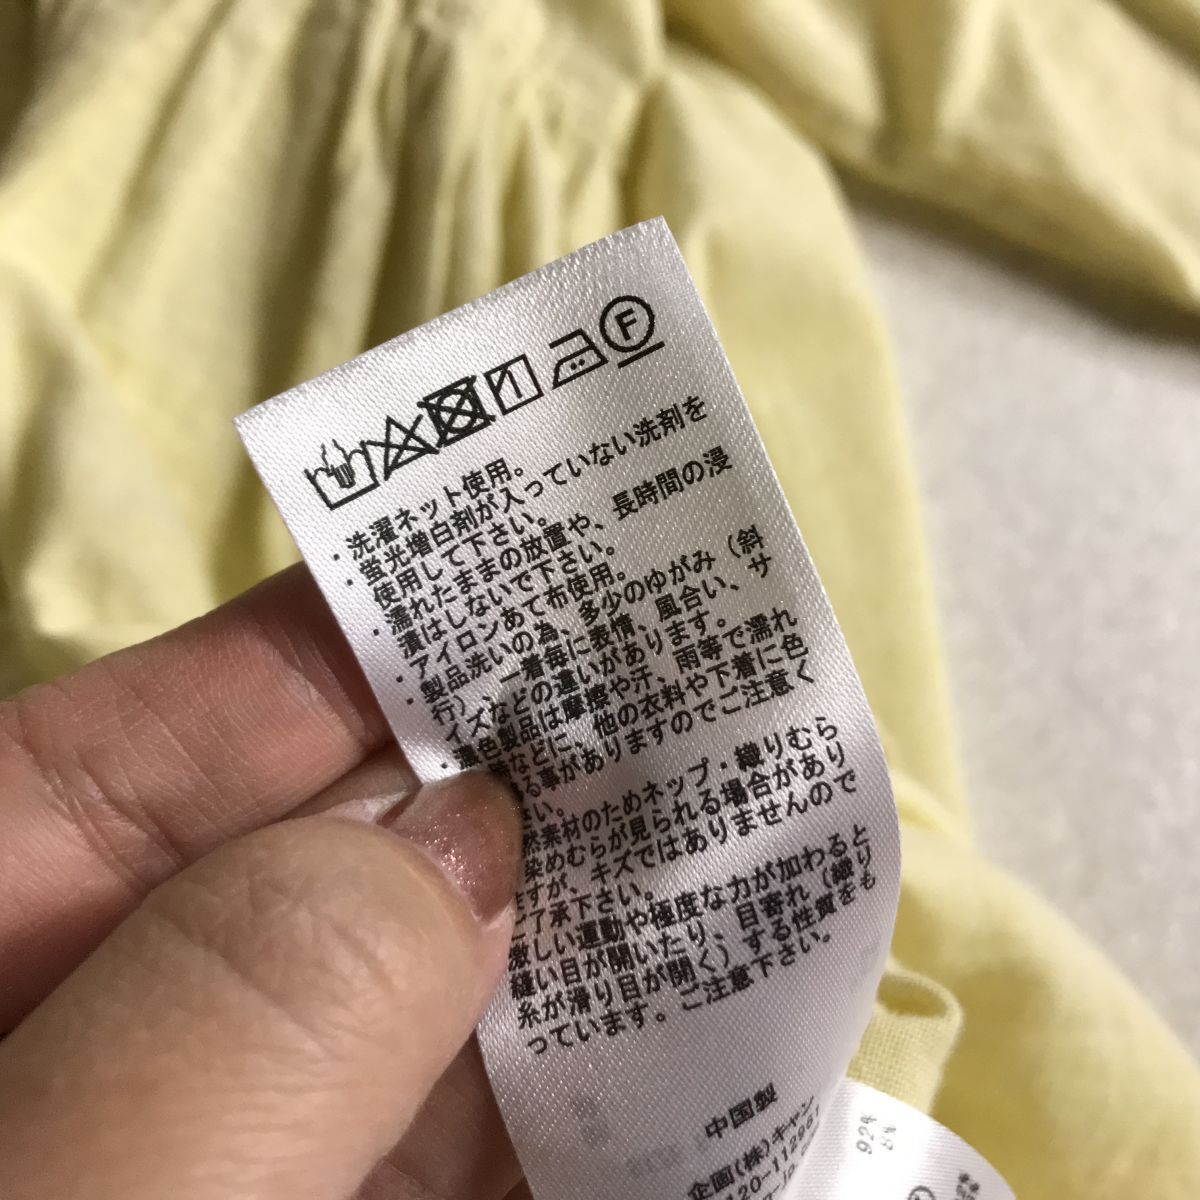 F
・洗濯ネット使用。
・蛍光増白剤が入っていない洗剤を
使用して下さい。
・濡れたままの放置や、長時間の浸
漬はしないで下さい。
・アイロンあて布使用。
・製品洗いの為、多少のゆがみ（斜
行）、一着毎に表情、風合い、サ
イズなどの違いがあります。
・濃色製品は摩擦や汗、雨等で濡れ
などに、他の衣料や下着に色
る事がありますのでご注意く
さい。
然素材のためネップ・織りむら
染めむらが見られる場合があり
ますが、キズではありませんので
ご了承下さい。
激しい運動や極度な力が加わると
縫い目が開いたり、目寄れ（織り
糸が滑り目が開く）する性質をも
っています。ご注意下さい。
中国製
企画(株)キャン
120-112961
92%
8%